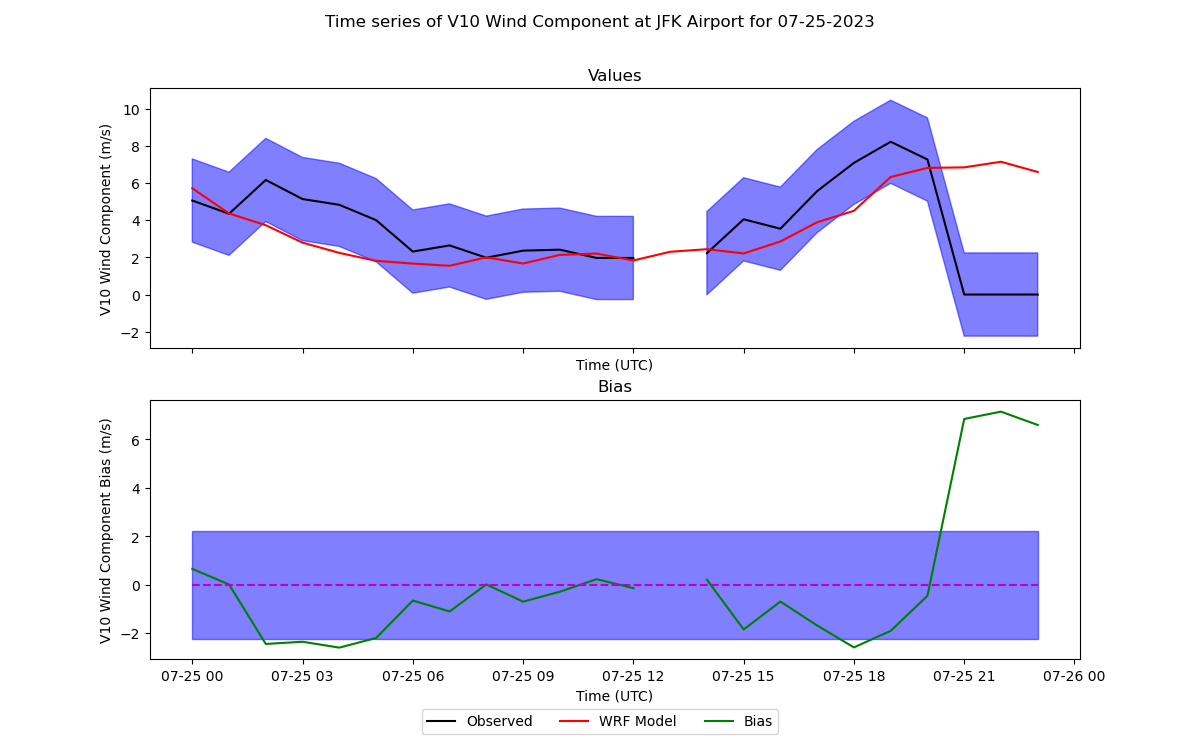 Time series of V10 Wind Component at JFK Airport for 07-25-2023
Values
V10 Wind Component (m/s)
10
8
6
4
2
0
−2
Time (UTC)
Bias
V10 Wind Component Bias (m/s)
6
4
2
0
−2
07-25 00 07-25 03 07-25 06 07-25 09 07-25 12 07-25 15 07-25 18 07-25 21 07-26 00
Time (UTC)
Observed WRF Model Bias